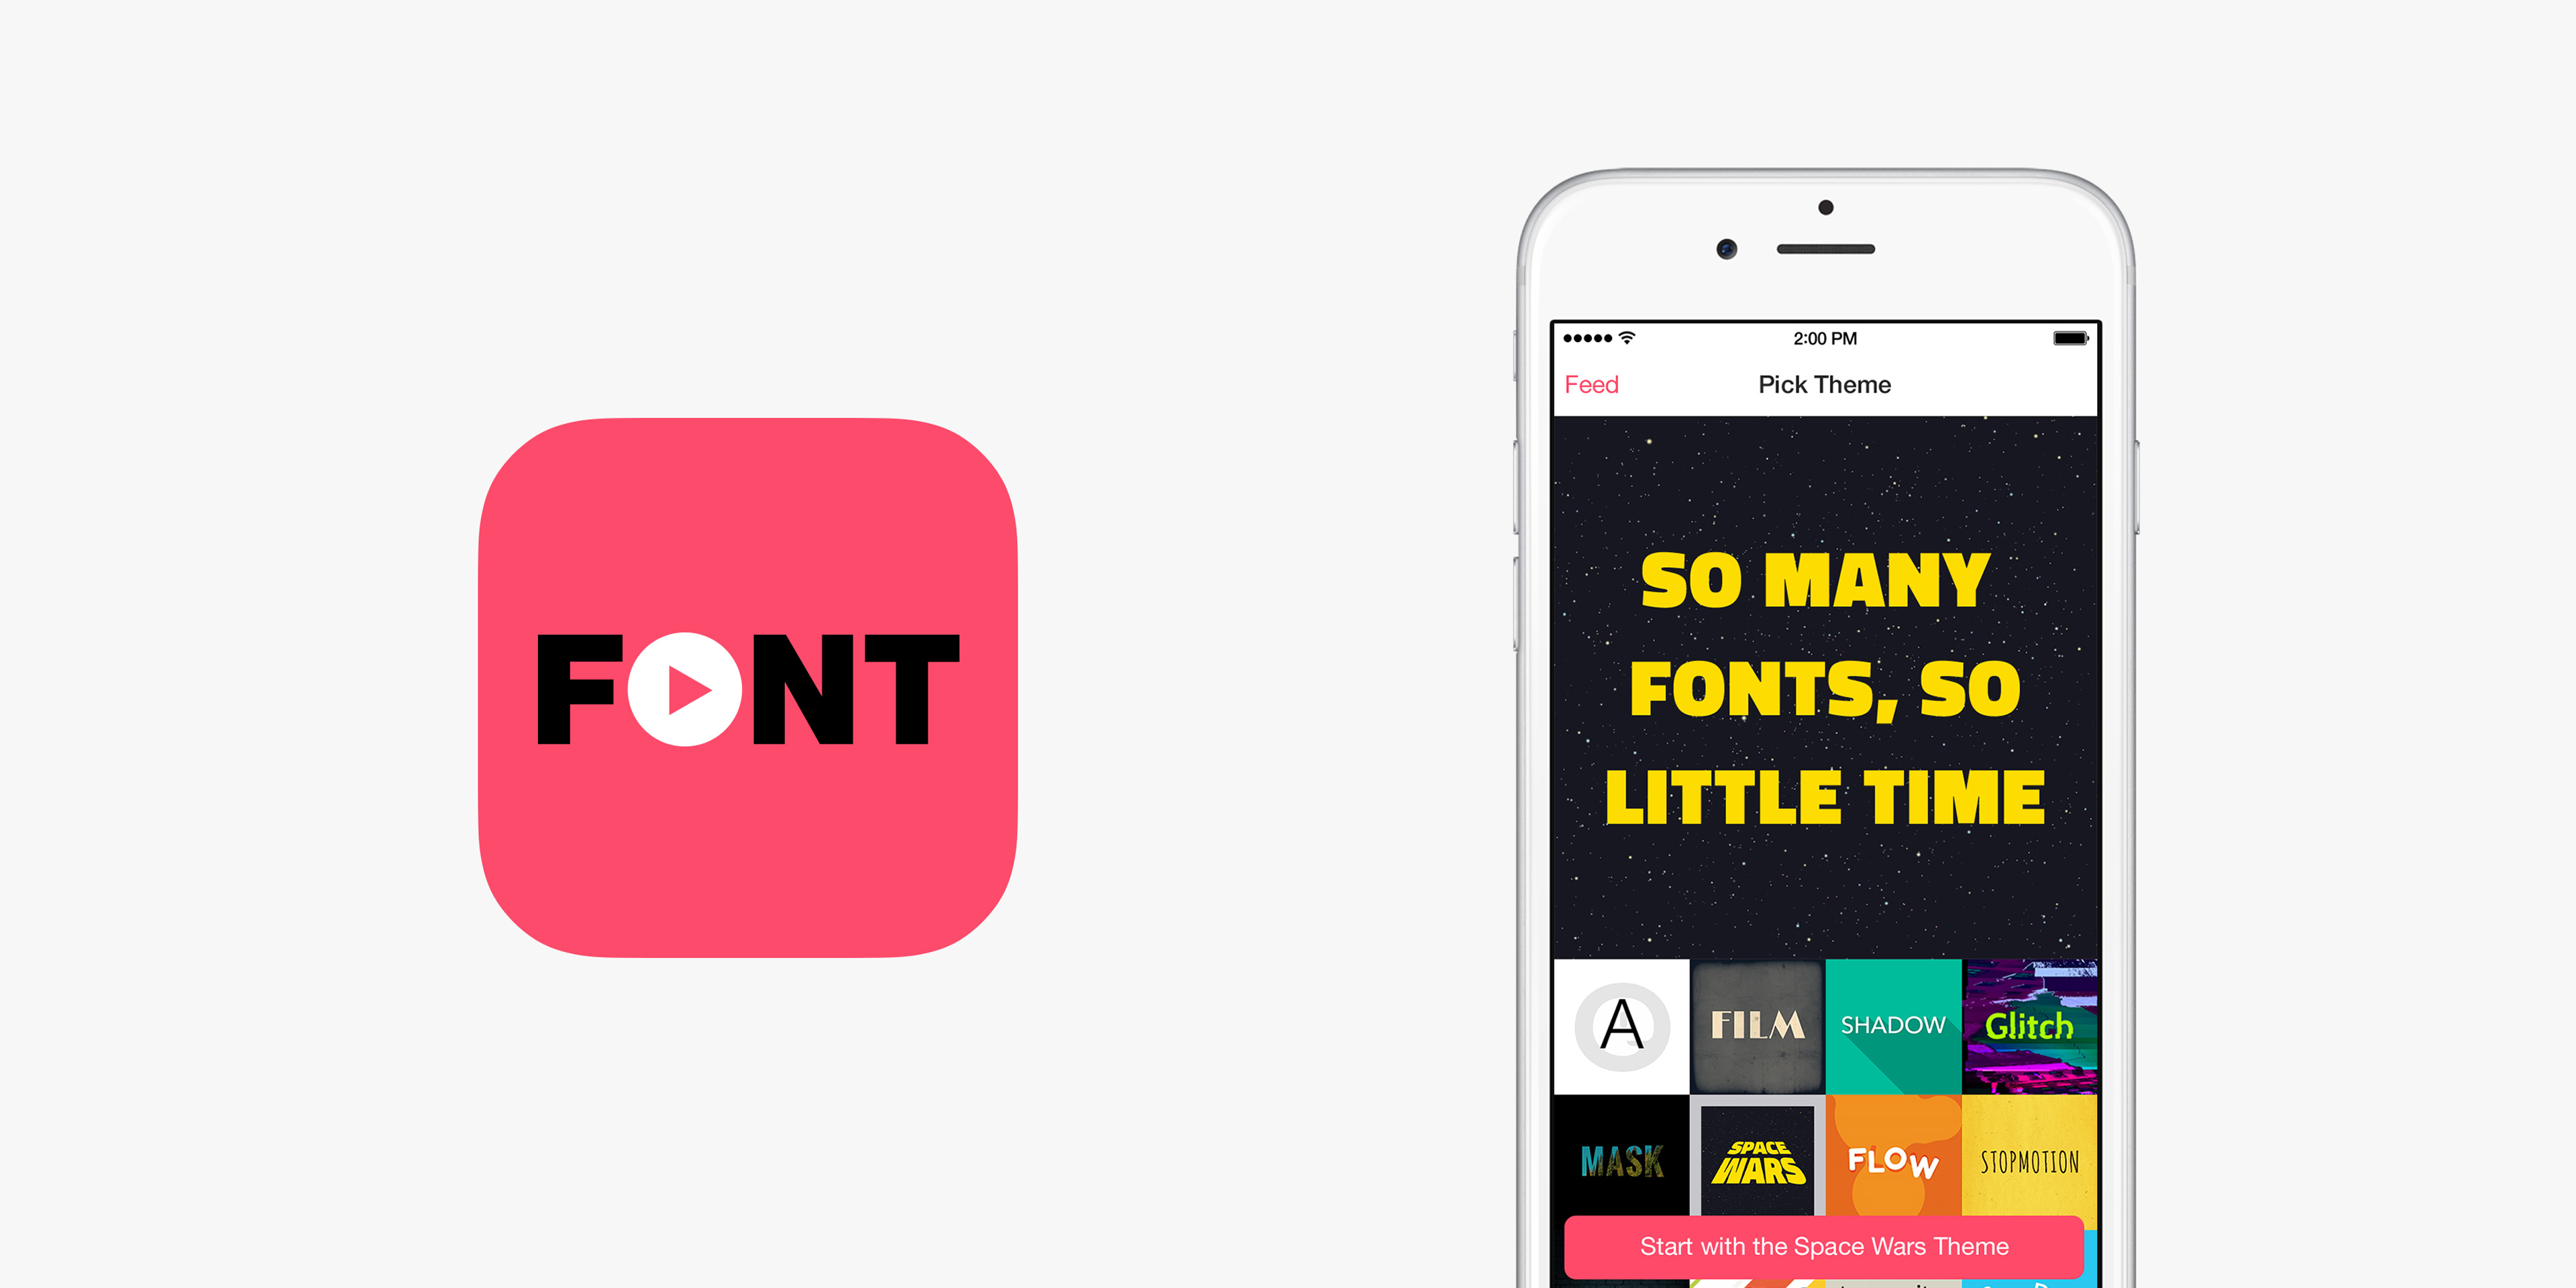 FONT
2:00 PM
Feed
Pick Theme
SO MANY
FONTS, SO
LITTLE TIME
A
FILM
SHADOW
Glitch
MASK
SPACE
WARS
FLOW
STOPMOTION
Start with the Space Wars Theme